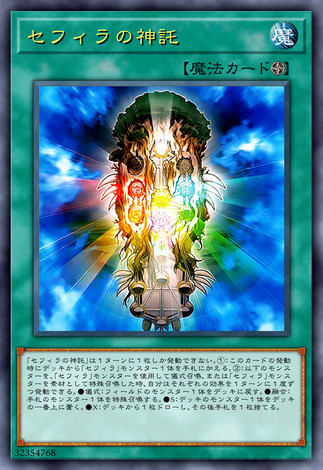 セフィラの神託
魔
【魔法カード】
「セフィラの神託」は１ターンに１枚しか発動できない。①：このカードの発動
時にデッキから「セフィラ」モンスター１体を手札に加える。②：以下のモンス
ターを、「セフィラ」モンスターを使用して儀式召喚、または「セフィラ」モンス
ターを素材として特殊召喚した時、自分はそれぞれの効果を１ターンに１度ず
つ発動できる。●儀式：フィールドのモンスター１体をデッキに戻す。●融合：
手札のモンスター１体を特殊召喚する。●Ｓ：デッキのモンスター１体をデッキ
の一番上に置く。●Ｘ：デッキから１枚ドローし、その後手札を１枚捨てる。
32354768